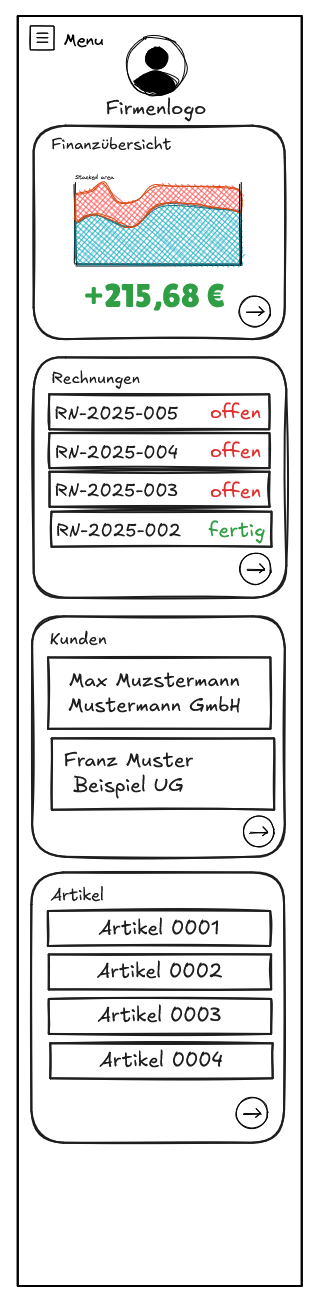 Menu
Firmenlogo
Finanzübersicht
Stacked area
+215,68 €
Rechnungen
RN-2025-005 offen
RN-2025-004 offen
RN-2025-003 offen
RN-2025-002 fertig
Kunden
Max Muzstermann
Mustermann GmbH
Franz Muster
Beispiel UG
Artikel
Artikel 0001
Artikel 0002
Artikel 0003
Artikel 0004